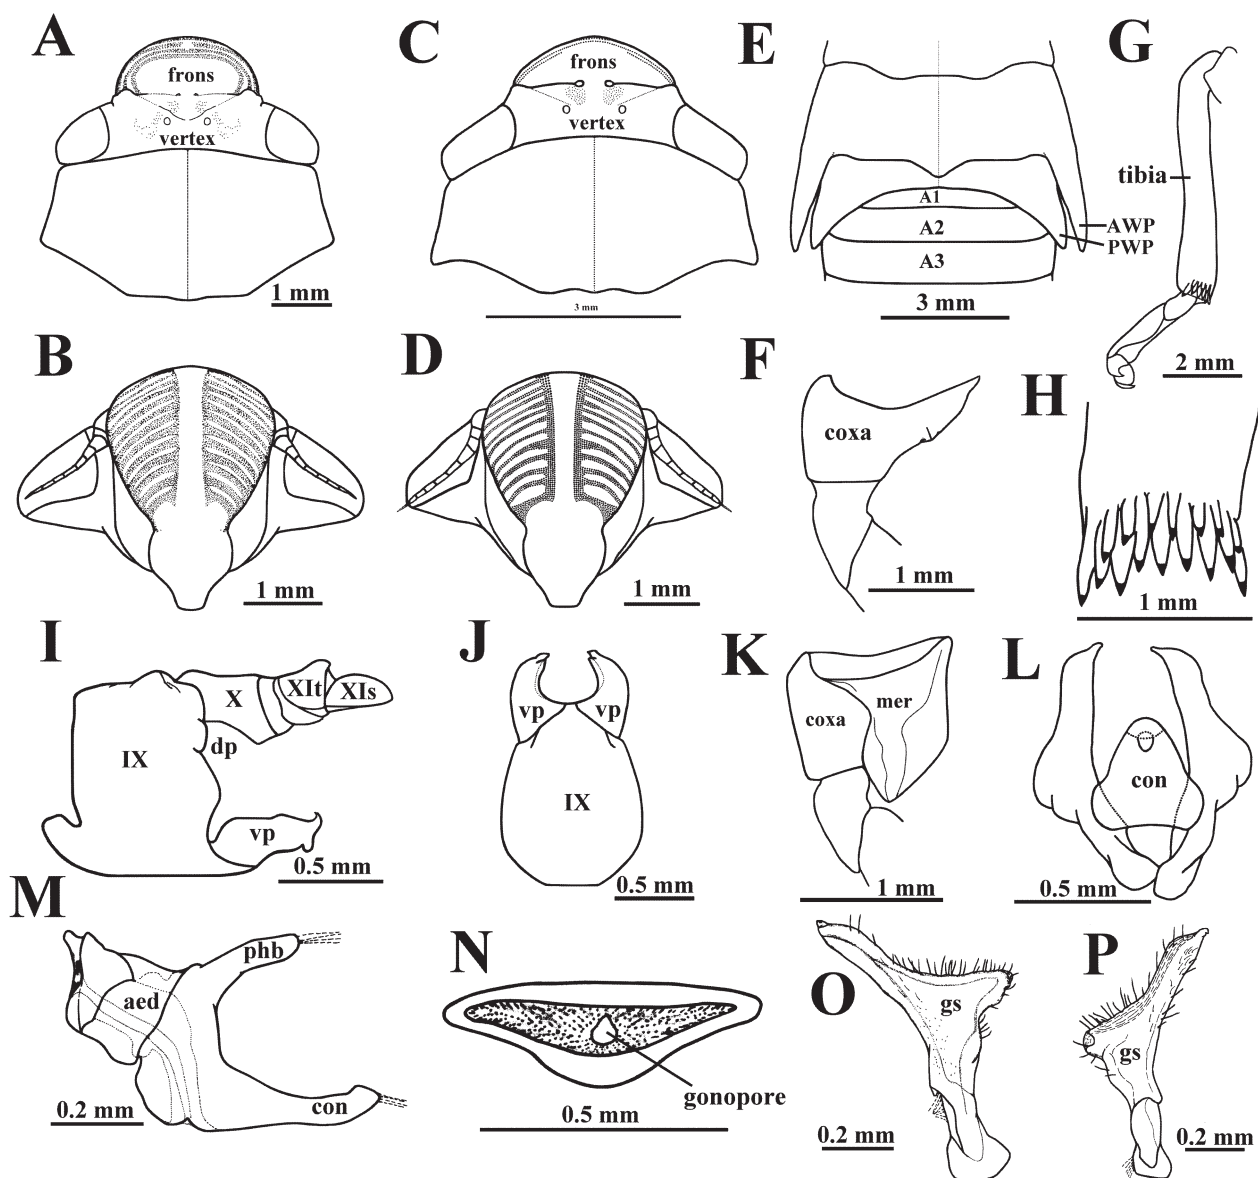 A
frons
vertex
1 mm
C
frons
vertex
3 mm
E
A1
A2
A3
AWP
PWP
3 mm
G
tibia
2 mm
B
1 mm
D
1 mm
F
coxa
1 mm
H
1 mm
I
IX
X
XIt
XIs
dp
vp
0.5 mm
J
vp
vp
IX
0.5 mm
K
coxa
mer
1 mm
L
con
0.5 mm
M
phb
aed
con
0.2 mm
N
gonopore
0.5 mm
O
gs
0.2 mm
P
gs
0.2 mm